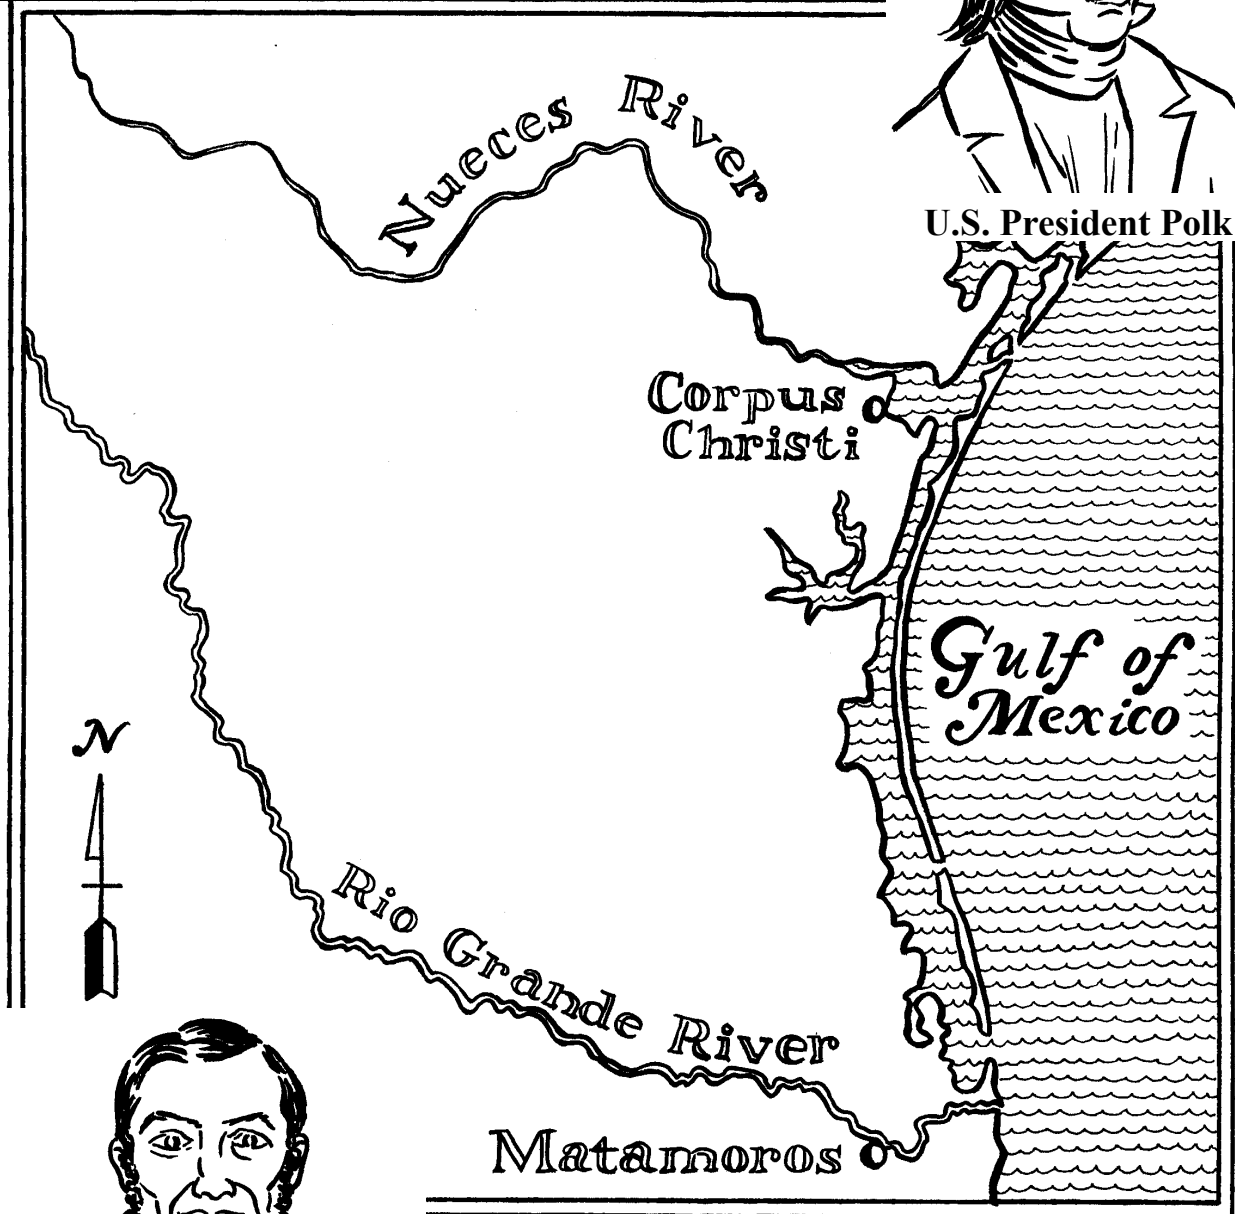 Nueces River
U.S. President Polk
Corpus
Christi
Gulf of
Mexico
N
Rio Grande River
Matamoros